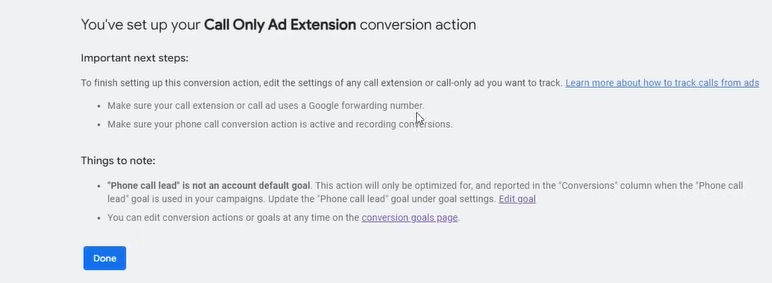 You've set up your Call Only Ad Extension conversion action
Important next steps:
To finish setting up this conversion action, edit the settings of any call extension or call-only ad you want to track. Learn more about how to track calls from ads
• Make sure your call extension or call ad uses a Google forwarding number.
• Make sure your phone call conversion action is active and recording conversions.
Things to note:
• "Phone call lead" is not an account default goal. This action will only be optimized for, and reported in the "Conversions" column when the "Phone call
lead" goal is used in your campaigns. Update the "Phone call lead" goal under goal settings. Edit goal
• You can edit conversion actions or goals at any time on the conversion goals page.
Done